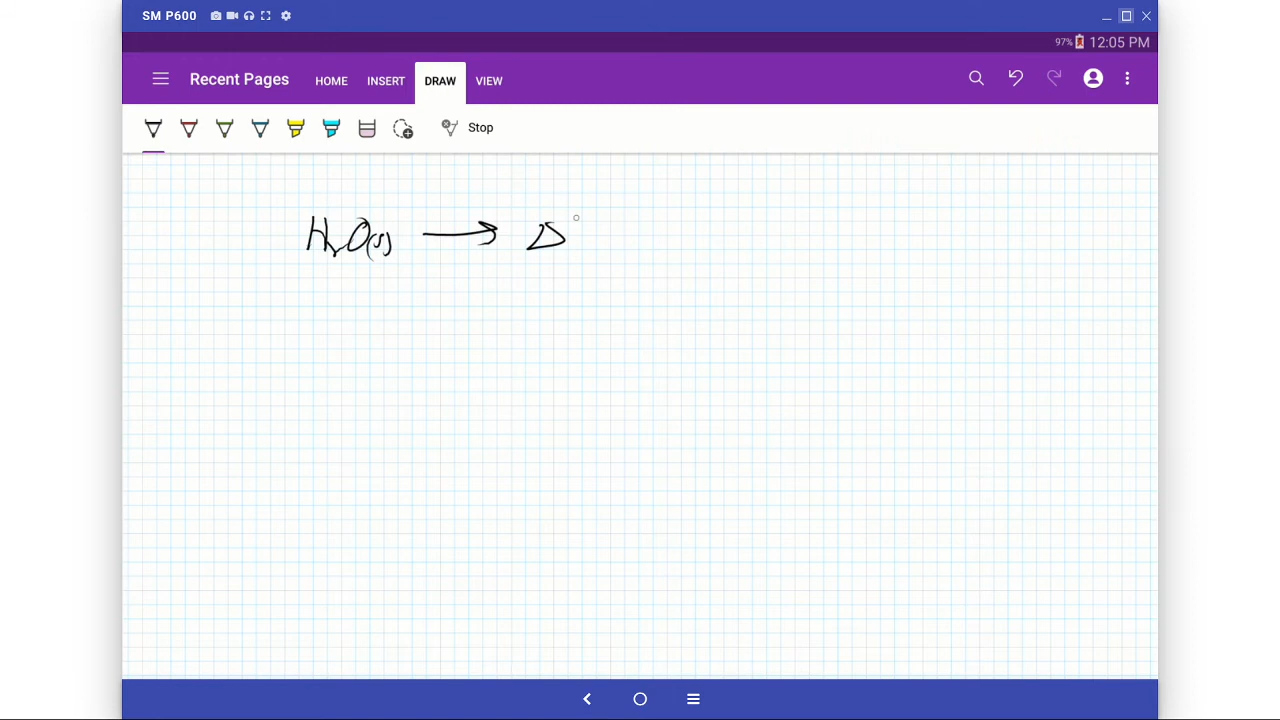 SM P600
97% 12:05 PM
Recent Pages HOME INSERT DRAW VIEW
Stop
H₂O(s) ⟶ Δ